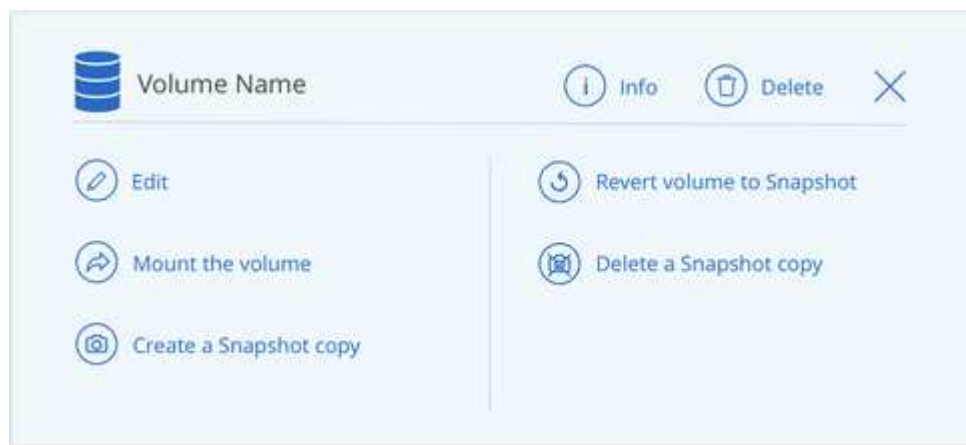 Volume Name
Info
Delete
Edit
Mount the volume
Create a Snapshot copy
Revert volume to Snapshot
Delete a Snapshot copy